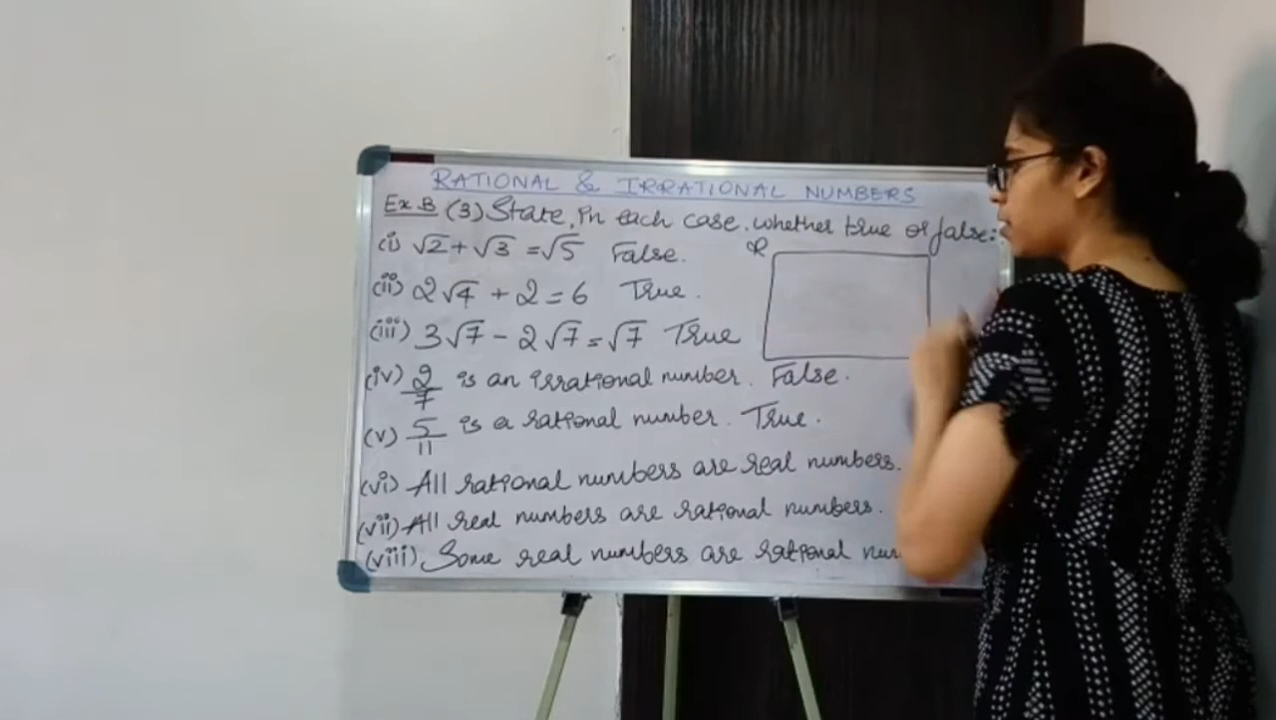 RATIONAL & IRRATIONAL NUMBERS
Ex B (3) State, in each case, whether true or false:
(i) √2 + √3 = √5 False.
R
(ii) 2√4 + 2 = 6 True.
(iii) 3√7 - 2√7 = √7 True
(iv) 2/7 is an irrational number. False.
(v) 5/11 is a rational number. True.
(vi) All rational numbers are real numbers.
(vii) All real numbers are rational numbers.
(viii) Some real numbers are rational